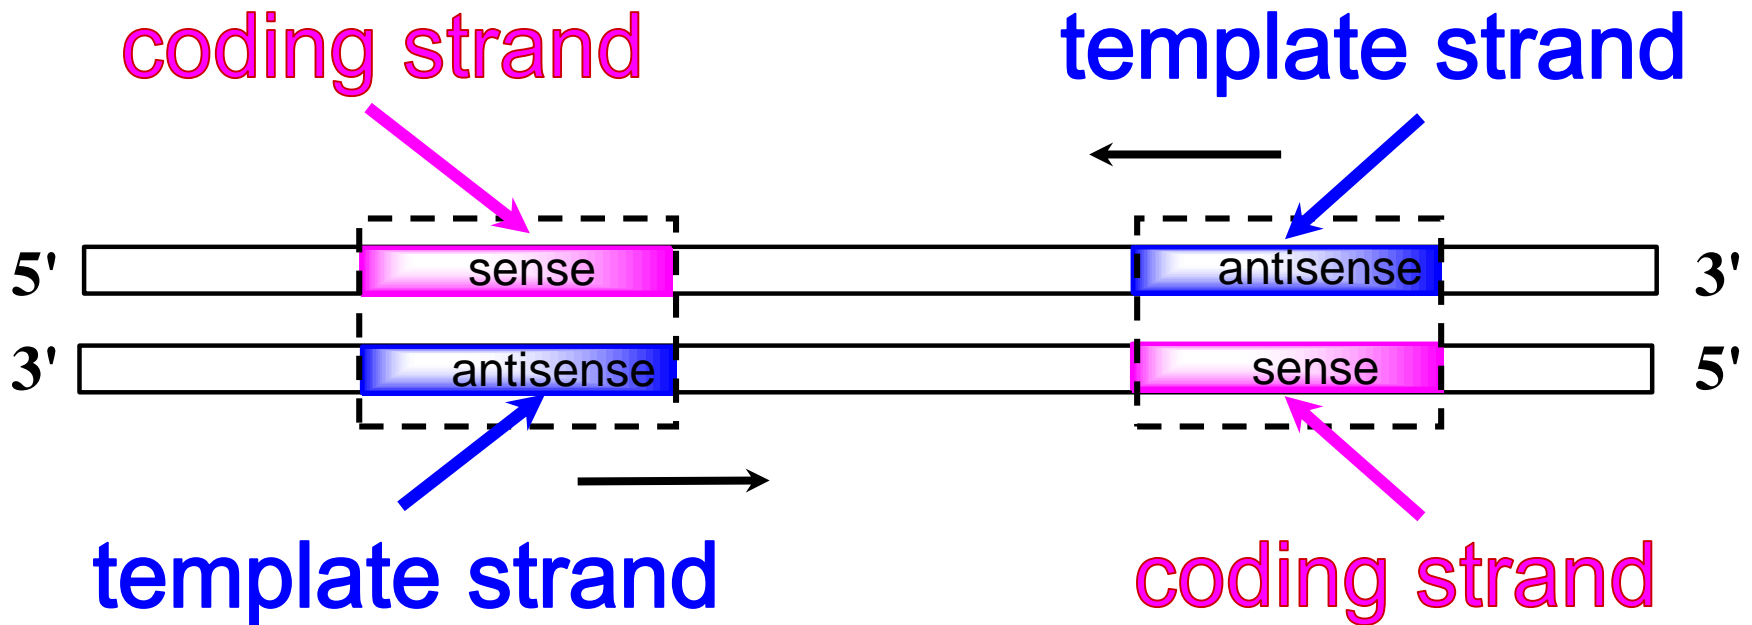 coding strand template strand
5' sense antisense 3'
3' antisense sense 5'
template strand coding strand